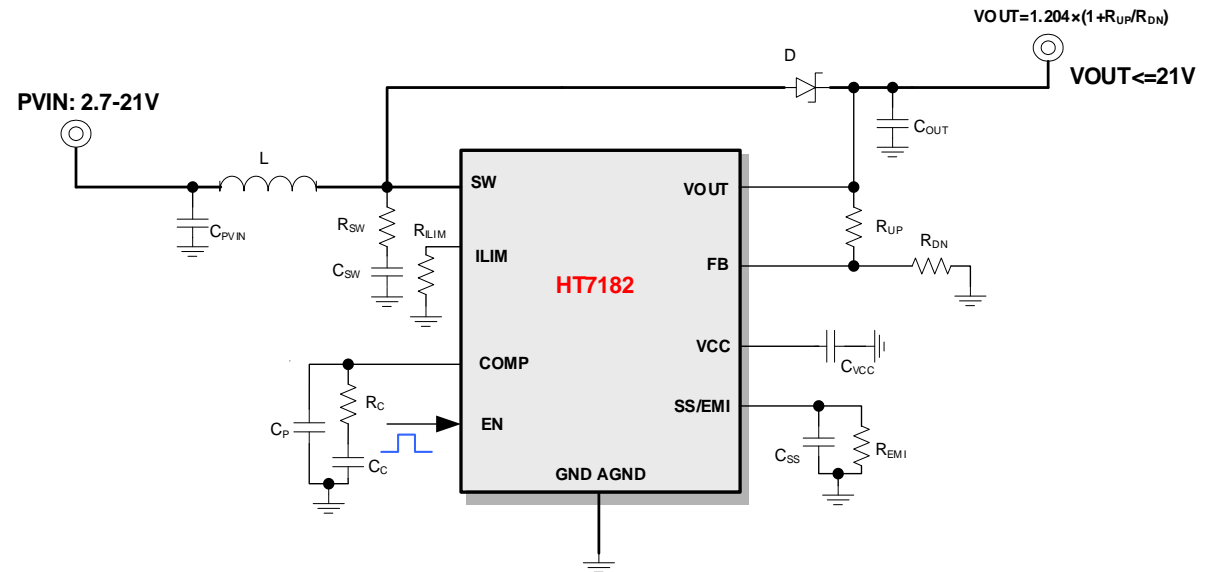 VOUT=1.204×(1+RUP/RDN)
D
VOUT<=21V
PVIN: 2.7-21V
COUT
L
SW
VOUT
CPVIN
RSW
RILIM
RUP
RDN
ILIM
CSW
FB
HT7182
VCC
CVCC
COMP
RC
SS/EMI
CP
EN
CSS
REMI
CC
GND AGND